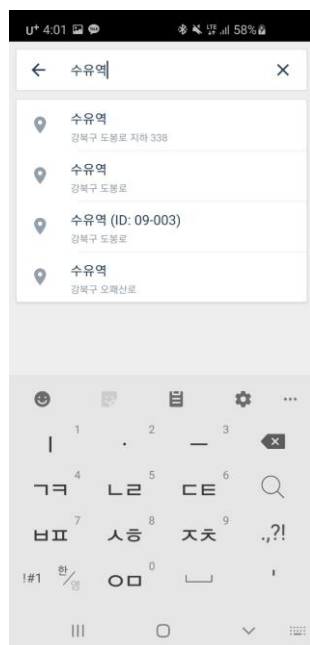 U+ 4:01 LTE 58%
수유역
수유역
강북구 도봉로 지하 338
수유역
강북구 도봉로
수유역 (ID: 09-003)
강북구 도봉로
수유역
강북구 오패산로
ㅣ 1 · 2 ㅡ 3
ㄱㅋ 4 ㄴㄹ 5 ㄷㅌ 6
ㅂㅍ 7 ㅅㅎ 8 ㅈㅊ 9 .,?!
!#1 한/영 ㅇㅁ 0 '